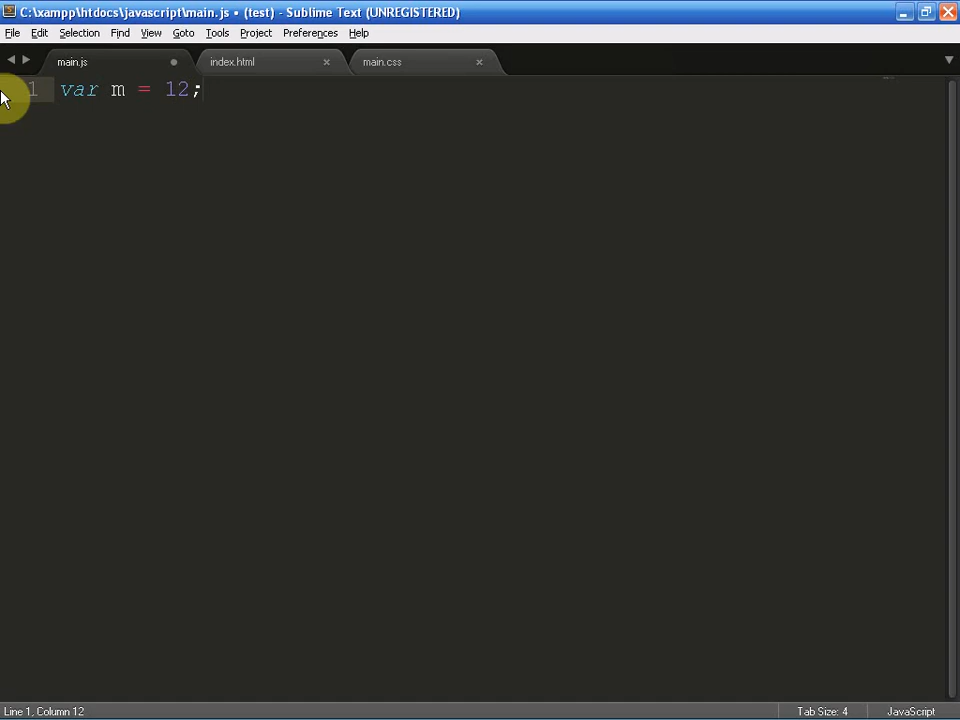 C:\xampp\htdocs\javascript\main.js • (test) - Sublime Text (UNREGISTERED)
File Edit Selection Find View Goto Tools Project Preferences Help
main.js index.html main.css
1 var m = 12;
Line 1, Column 12 Tab Size: 4 JavaScript